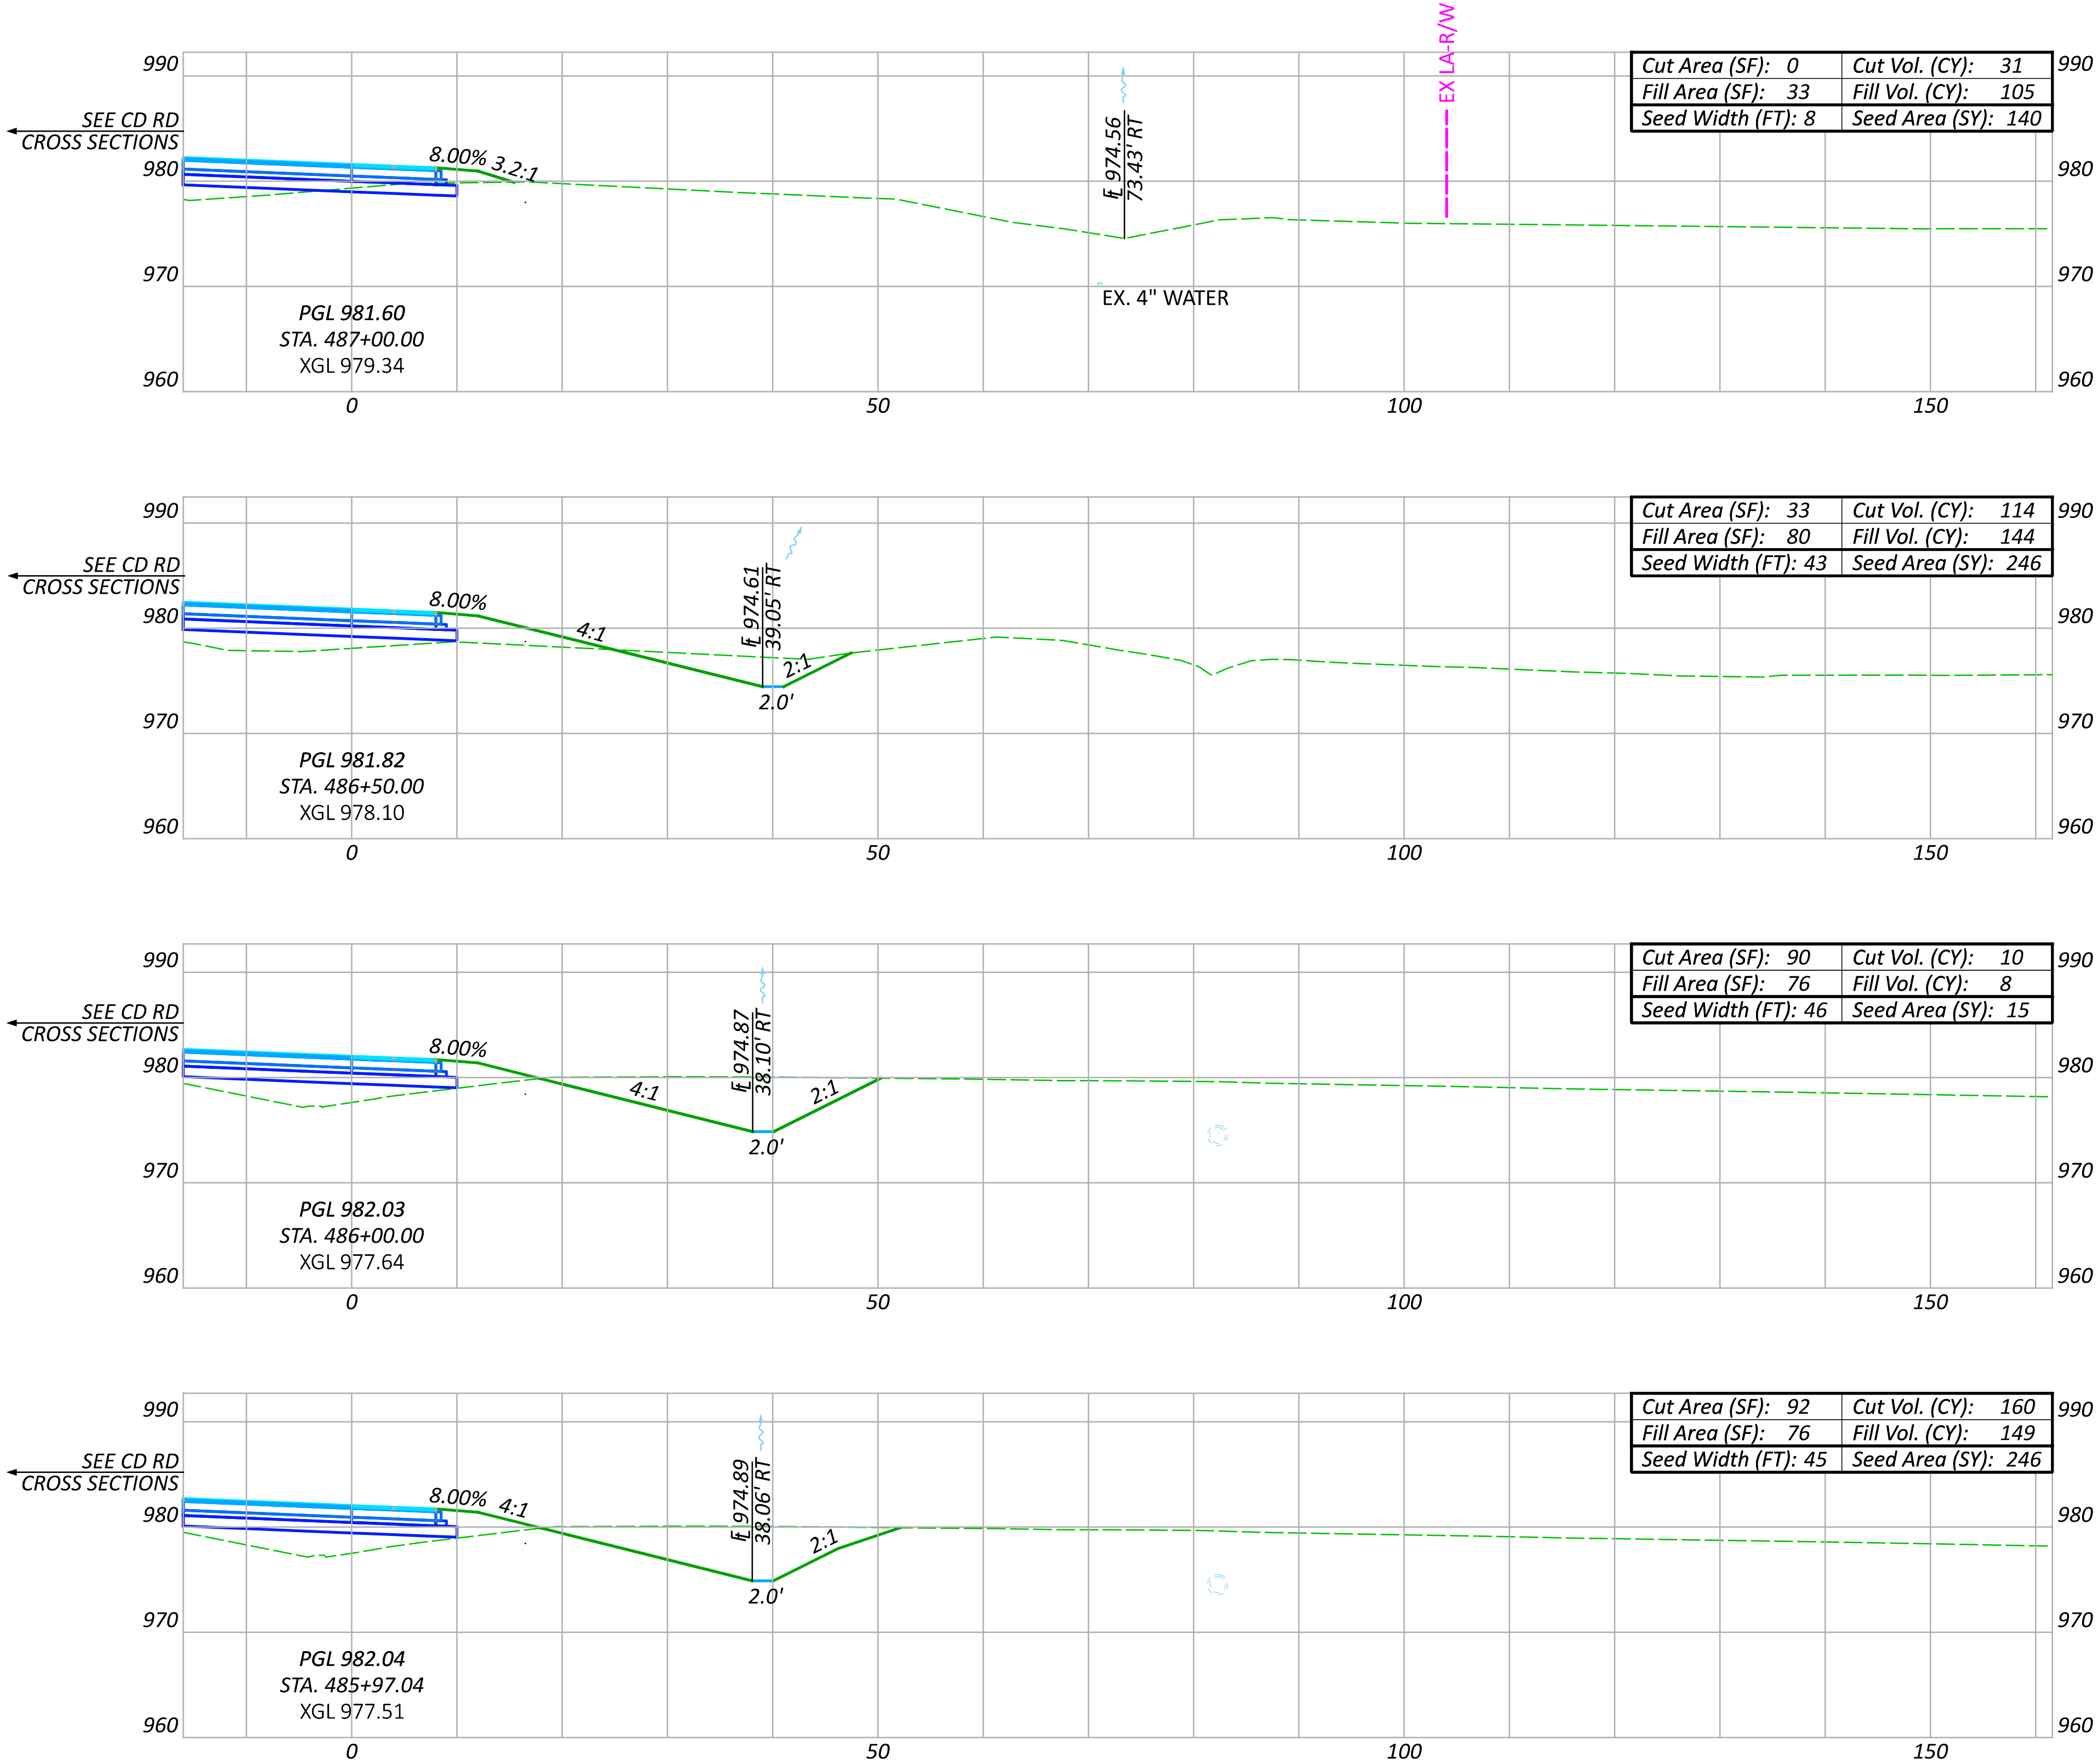 EX LA-R/W
990
Cut Area (SF): 0 Cut Vol. (CY): 31
990
Fill Area (SF): 33 Fill Vol. (CY): 105
Seed Width (FT): 8 Seed Area (SY): 140
SEE CD RD
CROSS SECTIONS
980
8.00%
3.2:1
FL 974.56
73.43' RT
980
970
EX. 4" WATER
970
PGL 981.60
STA. 487+00.00
XGL 979.34
960
960
0 50 100 150
990
Cut Area (SF): 33 Cut Vol. (CY): 114
990
Fill Area (SF): 80 Fill Vol. (CY): 144
Seed Width (FT): 43 Seed Area (SY): 246
SEE CD RD
CROSS SECTIONS
980
8.00%
4:1
FL 974.61
39.05' RT
2:1
2.0'
980
970
970
PGL 981.82
STA. 486+50.00
XGL 978.10
960
960
0 50 100 150
990
Cut Area (SF): 90 Cut Vol. (CY): 10
990
Fill Area (SF): 76 Fill Vol. (CY): 8
Seed Width (FT): 46 Seed Area (SY): 15
SEE CD RD
CROSS SECTIONS
980
8.00%
4:1
FL 974.87
38.10' RT
2:1
2.0'
980
970
970
PGL 982.03
STA. 486+00.00
XGL 977.64
960
960
0 50 100 150
990
Cut Area (SF): 92 Cut Vol. (CY): 160
990
Fill Area (SF): 76 Fill Vol. (CY): 149
Seed Width (FT): 45 Seed Area (SY): 246
SEE CD RD
CROSS SECTIONS
980
8.00%
4:1
FL 974.89
38.06' RT
2:1
2.0'
980
970
970
PGL 982.04
STA. 485+97.04
XGL 977.51
960
960
0 50 100 150